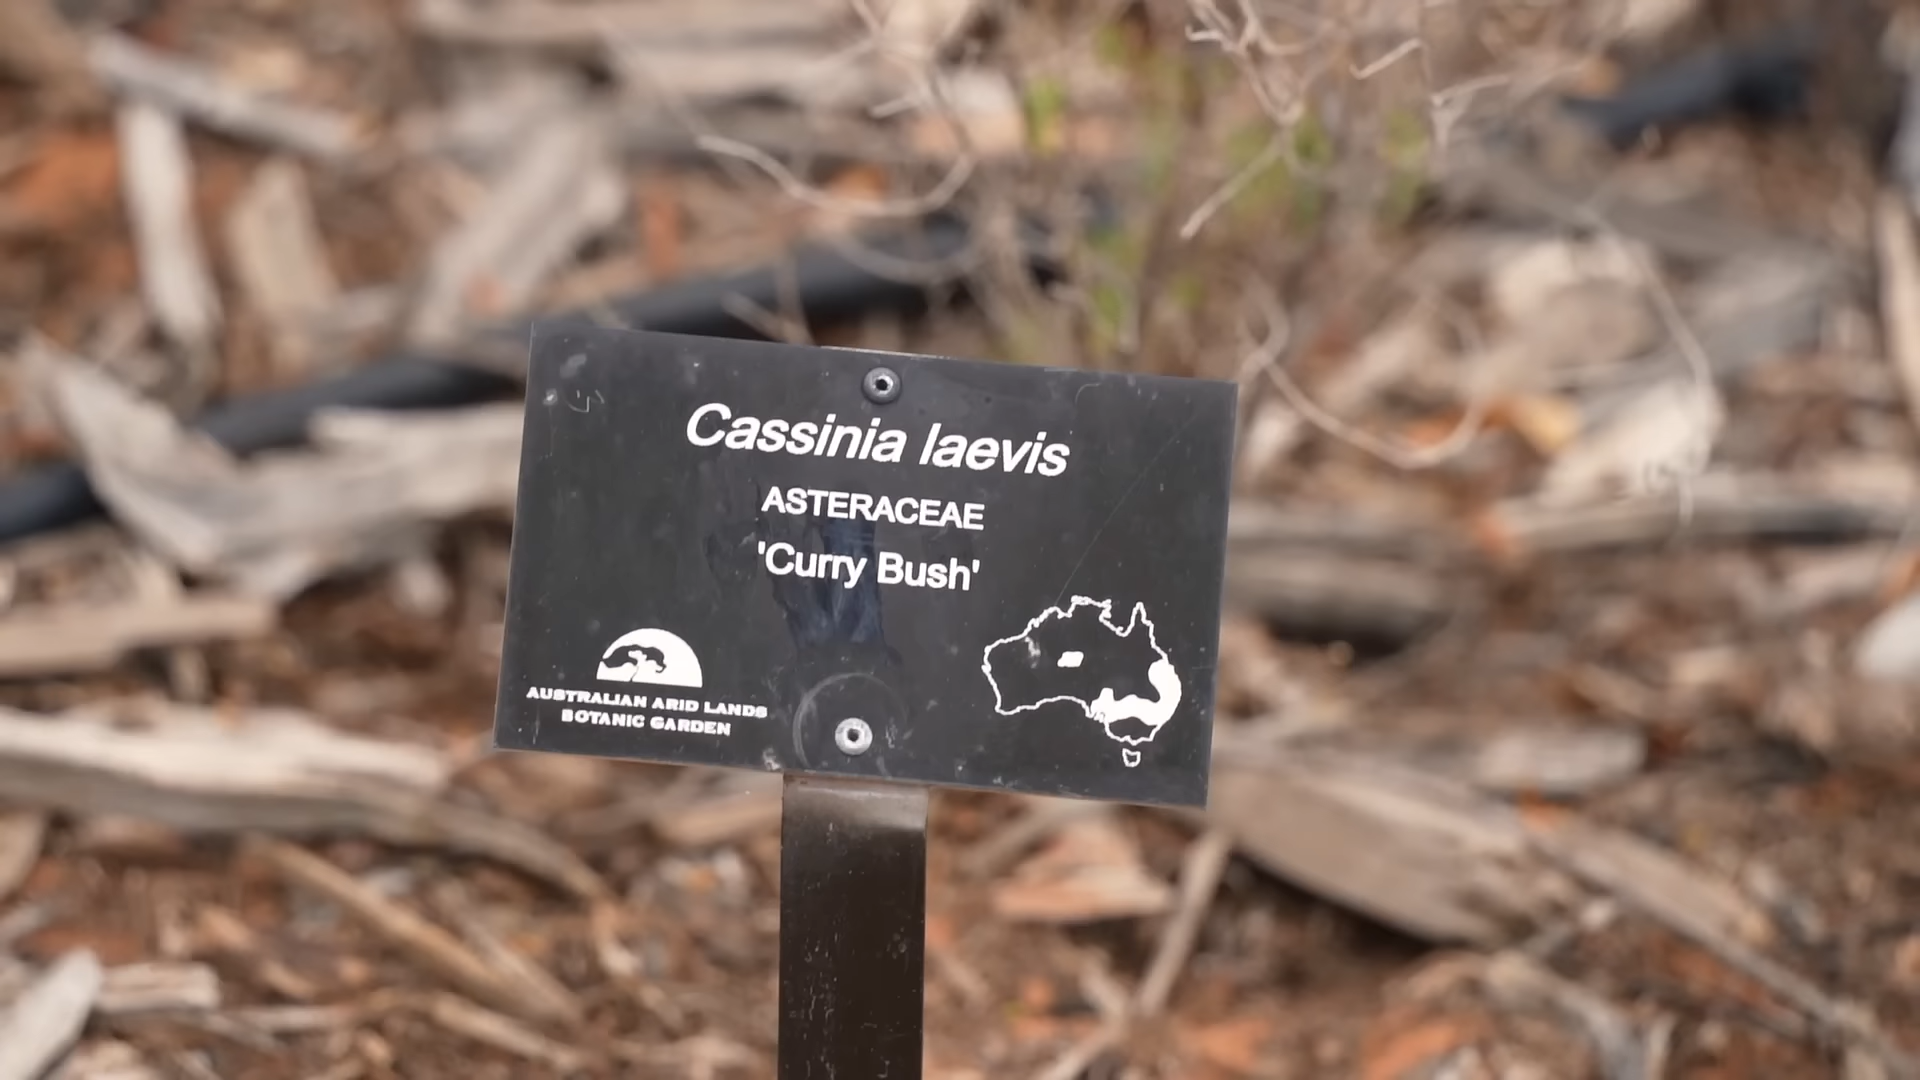 Cassinia laevis
ASTERACEAE
'Curry Bush'
AUSTRALIAN ARID LANDS
BOTANIC GARDEN